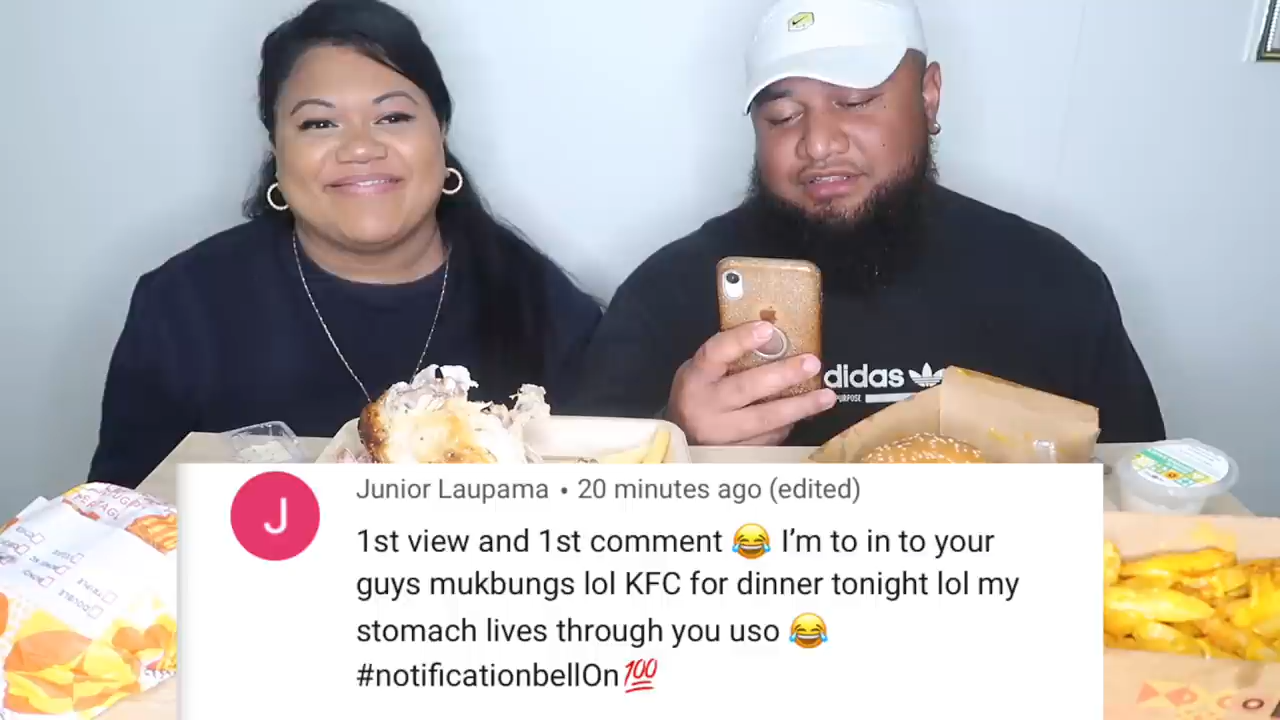 didas
Junior Laupama • 20 minutes ago (edited)
1st view and 1st comment 😂 I'm to in to your
guys mukbungs lol KFC for dinner tonight lol my
stomach lives through you uso 😂
#notificationbellOn💯
DOUBLE